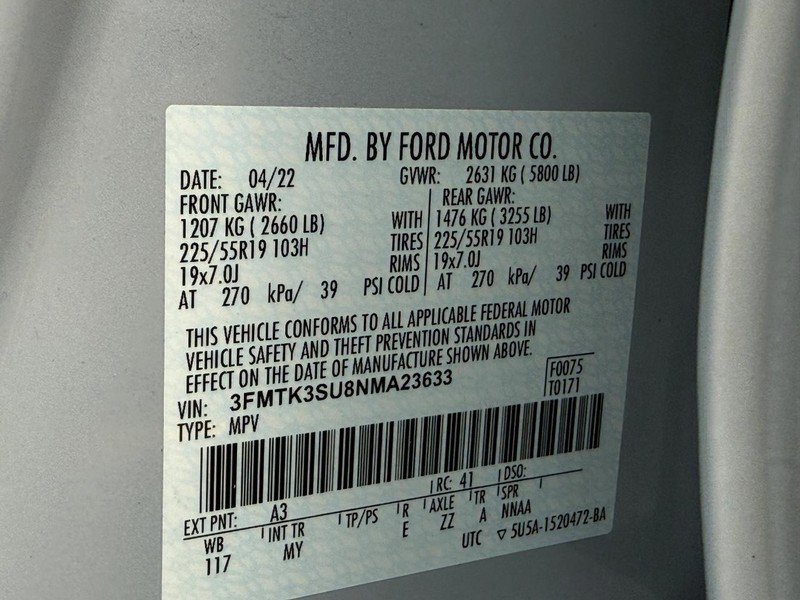 MFD. BY FORD MOTOR CO.
DATE: 04/22 GVWR: 2631 KG ( 5800 LB)
FRONT GAWR: REAR GAWR:
1207 KG ( 2660 LB) WITH 1476 KG ( 3255 LB) WITH
225/55R19 103H TIRES 225/55R19 103H TIRES
19x7.0J RIMS 19x7.0J RIMS
AT 270 kPa/ 39 PSI COLD AT 270 kPa/ 39 PSI COLD
THIS VEHICLE CONFORMS TO ALL APPLICABLE FEDERAL MOTOR
VEHICLE SAFETY AND THEFT PREVENTION STANDARDS IN
EFFECT ON THE DATE OF MANUFACTURE SHOWN ABOVE.
VIN: 3FMTK3SU8NMA23633 F0075
TYPE: MPV T0171
EXT PNT: A3 RC: 41 DSO:
WB INT TR TP/PS R AXLE TR SPR
117 MY E ZZ A NNAA
UTC ▽ 5U5A-1520472-BA